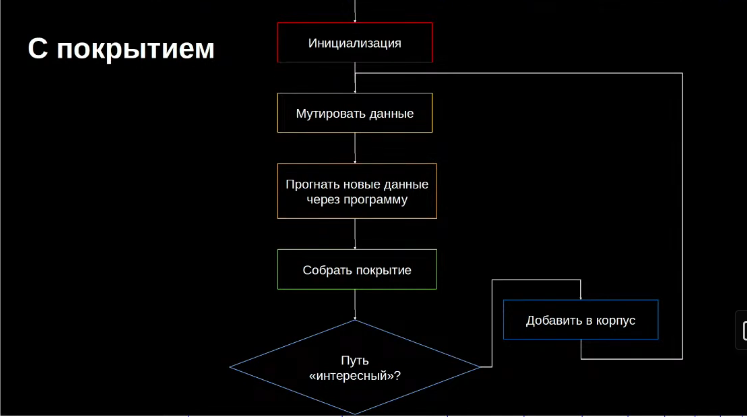 С покрытием
Инициализация
Мутировать данные
Прогнать новые данные
через программу
Собрать покрытие
Добавить в корпус
Путь
«интересный»?